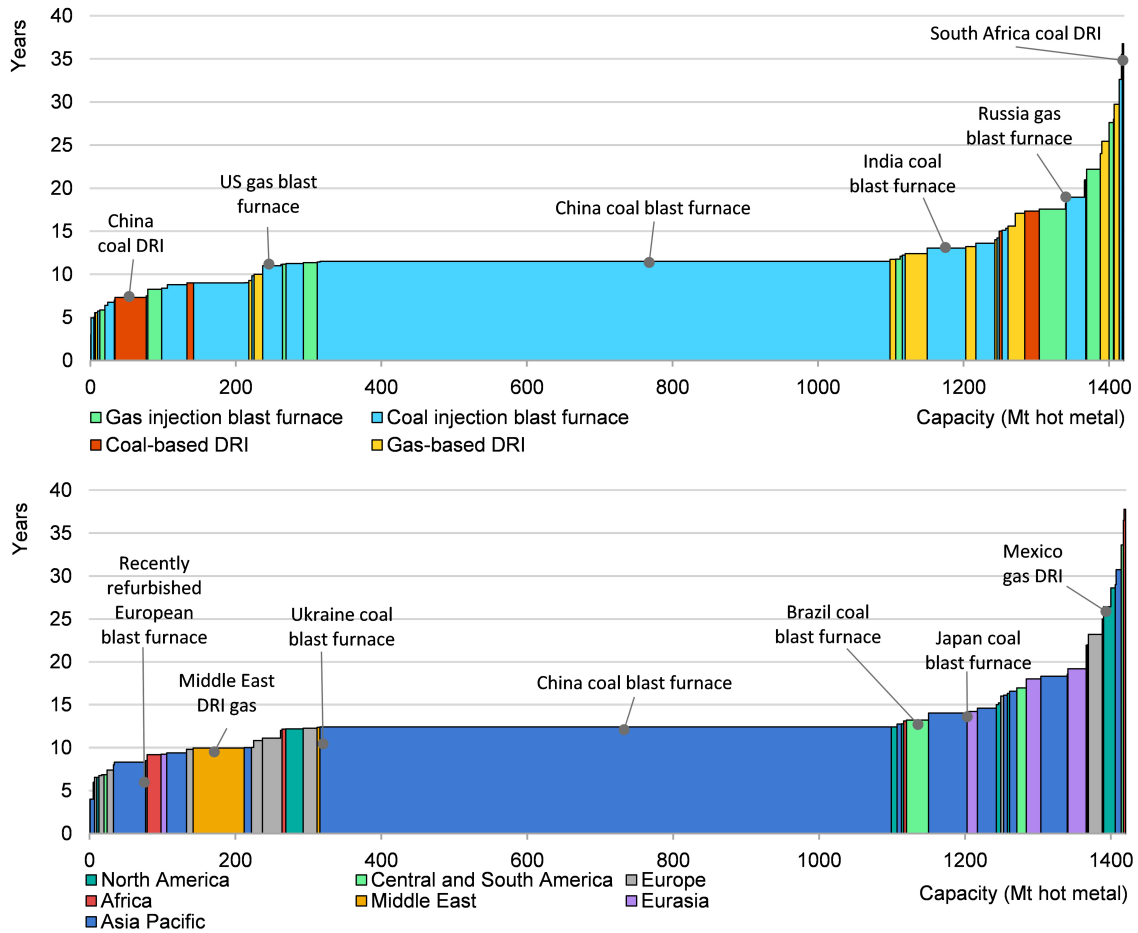 40
35
30
25
20
15
10
5
0
Years
South Africa coal DRI
Russia gas
blast furnace
India coal
blast furnace
US gas blast
furnace
China coal blast furnace
China
coal DRI
0 200 400 600 800 1000 1200 1400
Capacity (Mt hot metal)
Gas injection blast furnace
Coal injection blast furnace
Coal-based DRI
Gas-based DRI
40
35
30
25
20
15
10
5
0
Years
Recently
refurbished
European
blast furnace
Middle East
DRI gas
Ukraine coal
blast furnace
China coal blast furnace
Brazil coal
blast furnace
Japan coal
blast furnace
Mexico
gas DRI
0 200 400 600 800 1000 1200 1400
Capacity (Mt hot metal)
North America
Central and South America
Europe
Africa
Middle East
Eurasia
Asia Pacific